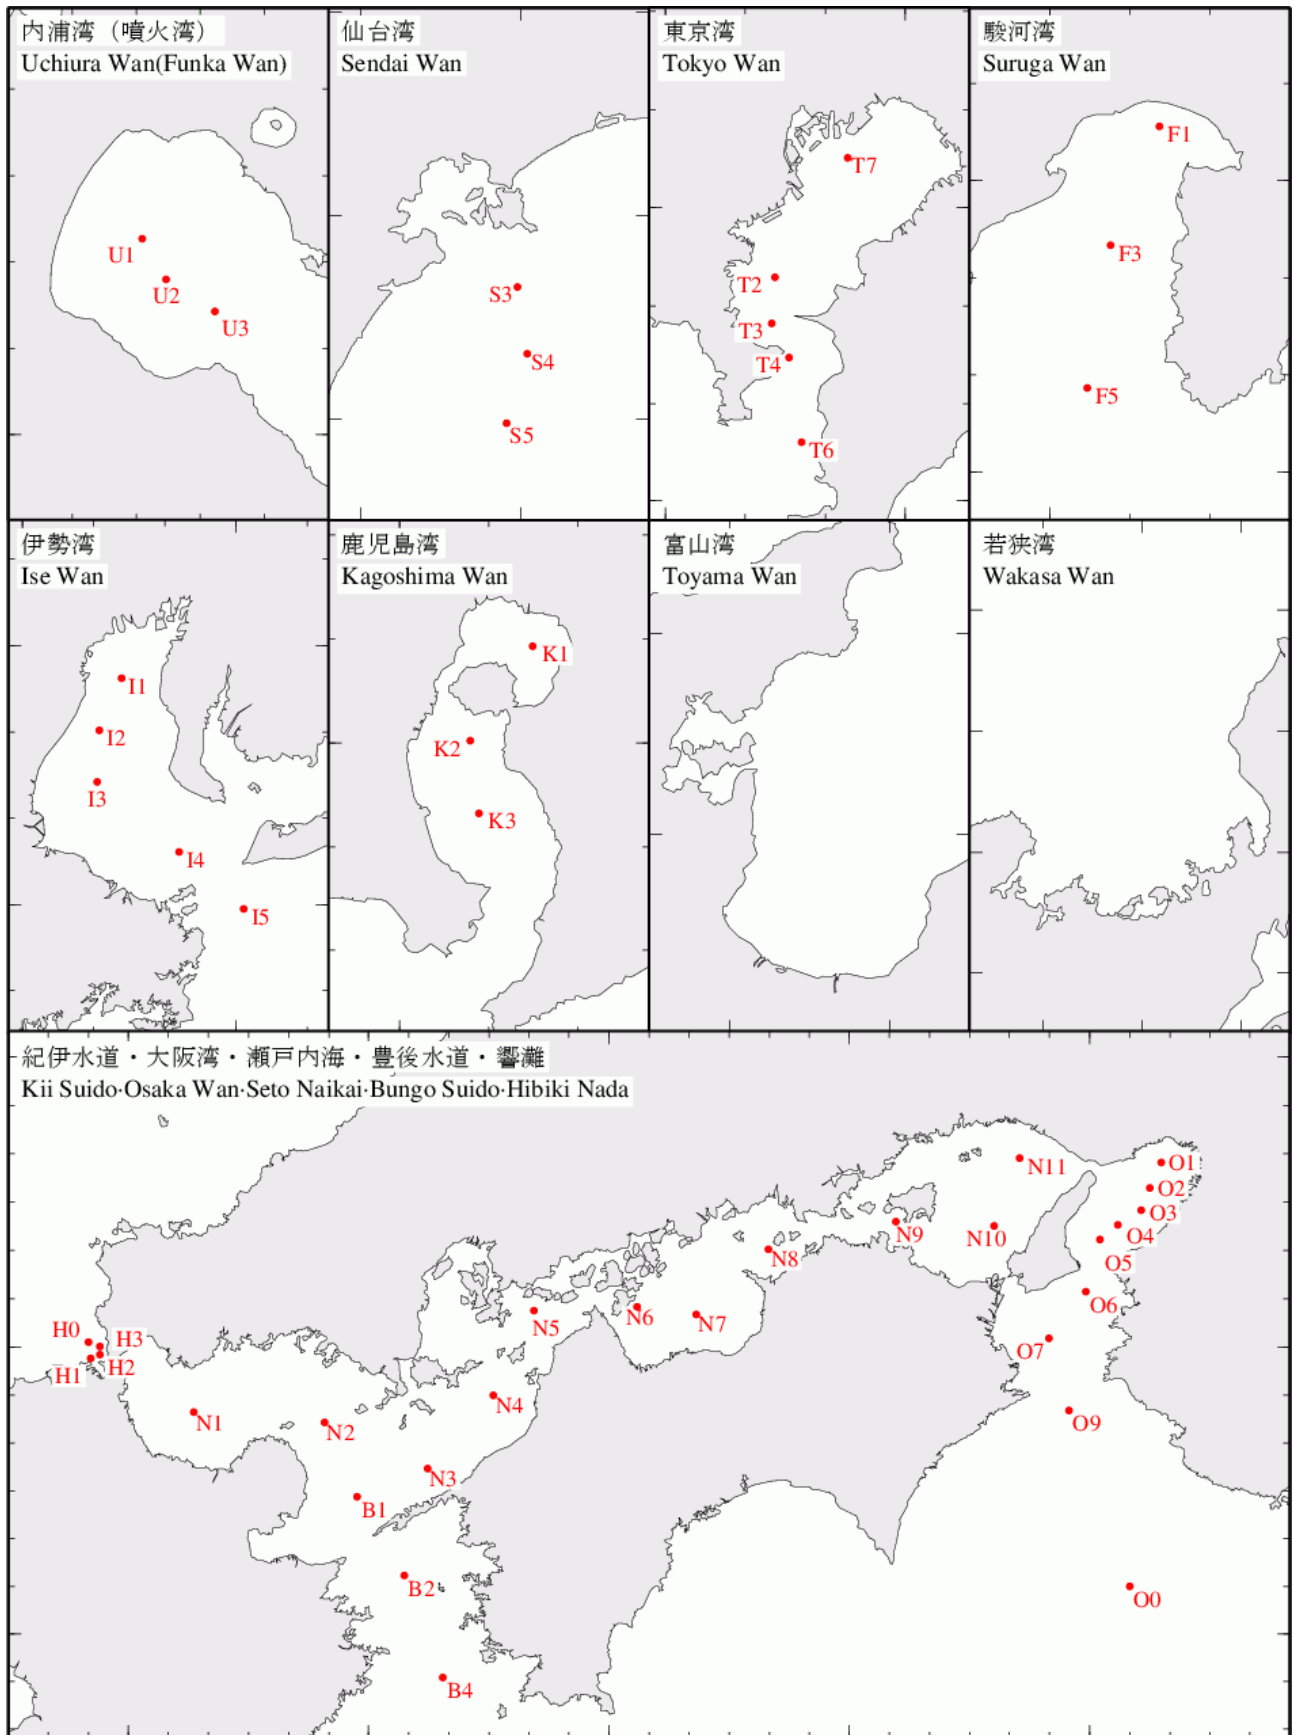 内浦湾（噴火湾）
Uchiura Wan(Funka Wan)
U1
U2
U3
仙台湾
Sendai Wan
S3
S4
S5
東京湾
Tokyo Wan
T7
T2
T3
T4
T6
駿河湾
Suruga Wan
F1
F3
F5
伊勢湾
Ise Wan
I1
I2
I3
I4
I5
鹿児島湾
Kagoshima Wan
K1
K2
K3
富山湾
Toyama Wan
若狭湾
Wakasa Wan
紀伊水道・大阪湾・瀬戸内海・豊後水道・響灘
Kii Suido·Osaka Wan·Seto Naikai·Bungo Suido·Hibiki Nada
N11
O1
O2
O3
O4
O5
N10
N9
N8
O6
N5
N6
N7
H0
H3
H1
H2
O7
N4
N1
N2
O9
N3
B1
B2
O0
B4